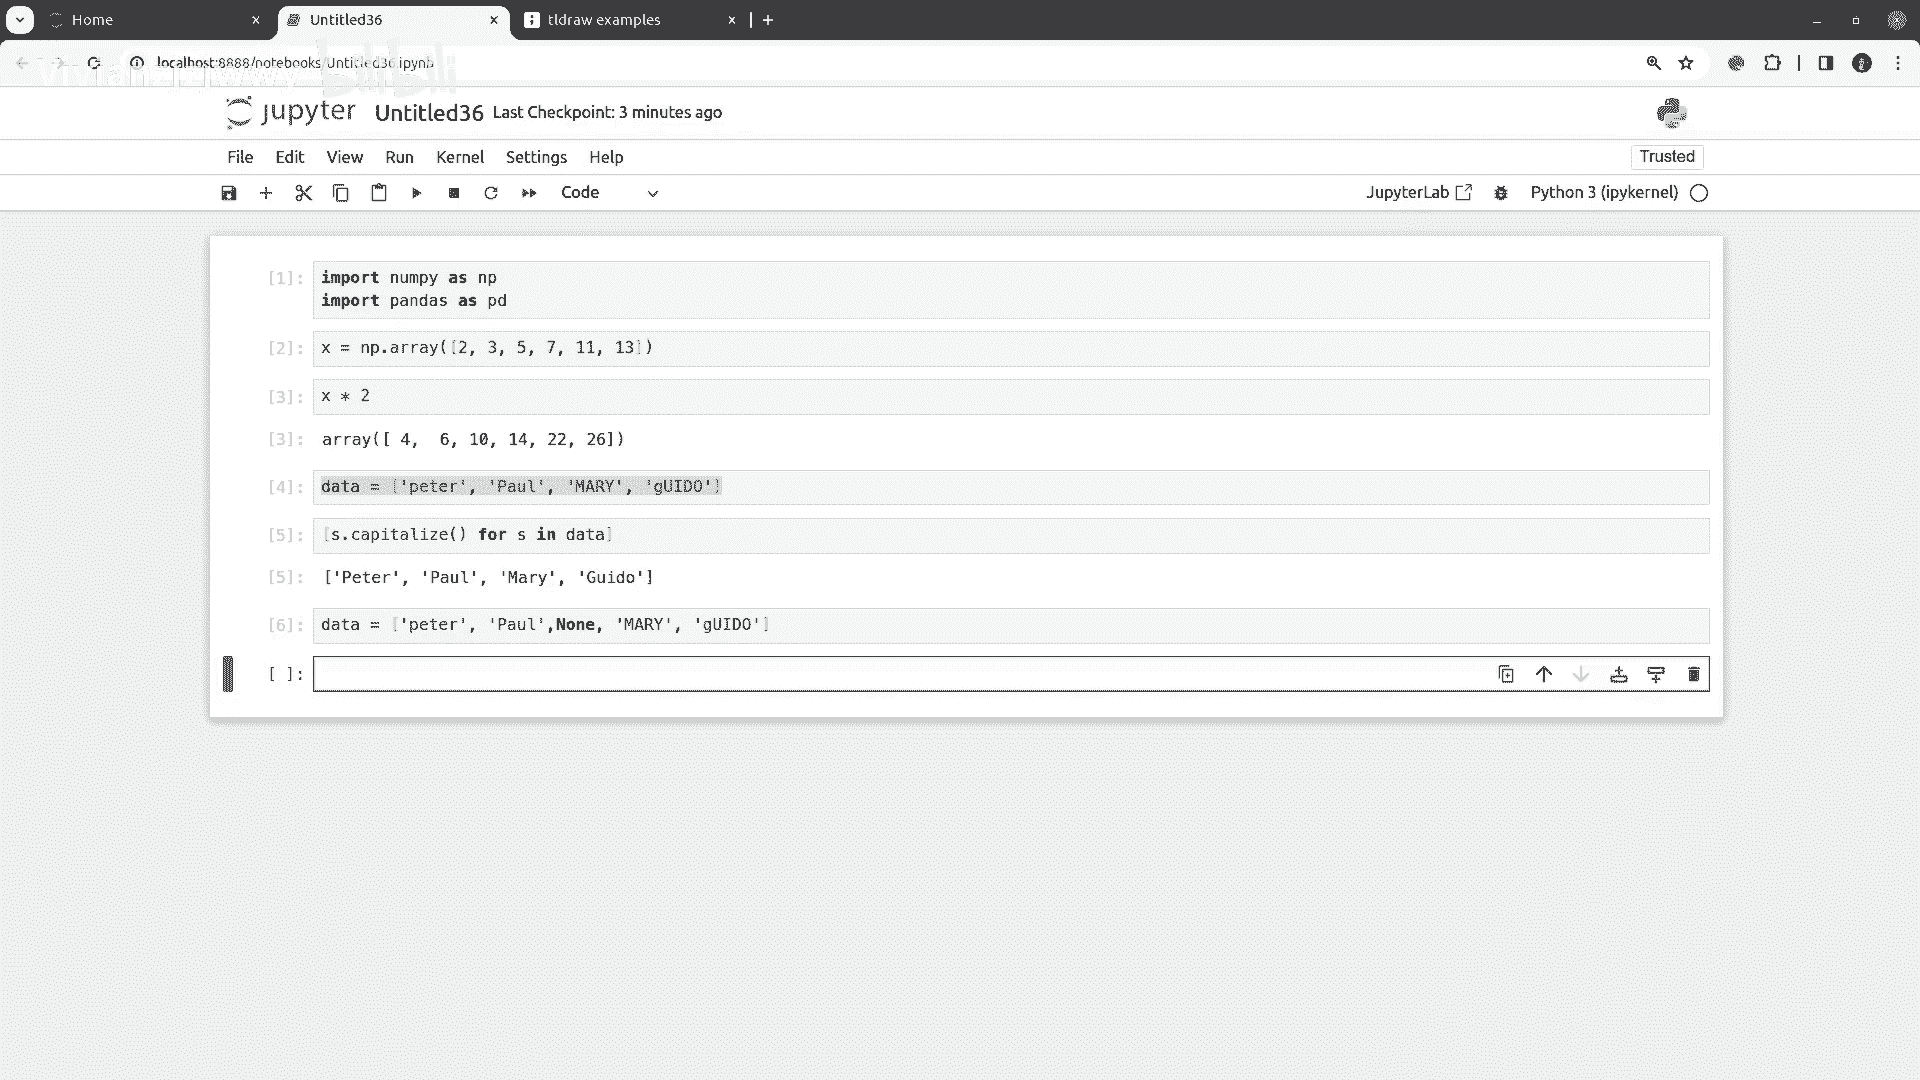 Home
Untitled36
tldraw examples
localhost:8888/notebooks/Untitled36.ipynb
bilibili
jupyter Untitled36 Last Checkpoint: 3 minutes ago
File Edit View Run Kernel Settings Help
Trusted
Code
JupyterLab
Python 3 (ipykernel)
[1]: import numpy as np
import pandas as pd
[2]: x = np.array([2, 3, 5, 7, 11, 13])
[3]: x * 2
[3]: array([ 4,  6, 10, 14, 22, 26])
[4]: data = ['peter', 'Paul', 'MARY', 'gUIDO']
[5]: [s.capitalize() for s in data]
[5]: ['Peter', 'Paul', 'Mary', 'Guido']
[6]: data = ['peter', 'Paul',None, 'MARY', 'gUIDO']
[ ]: